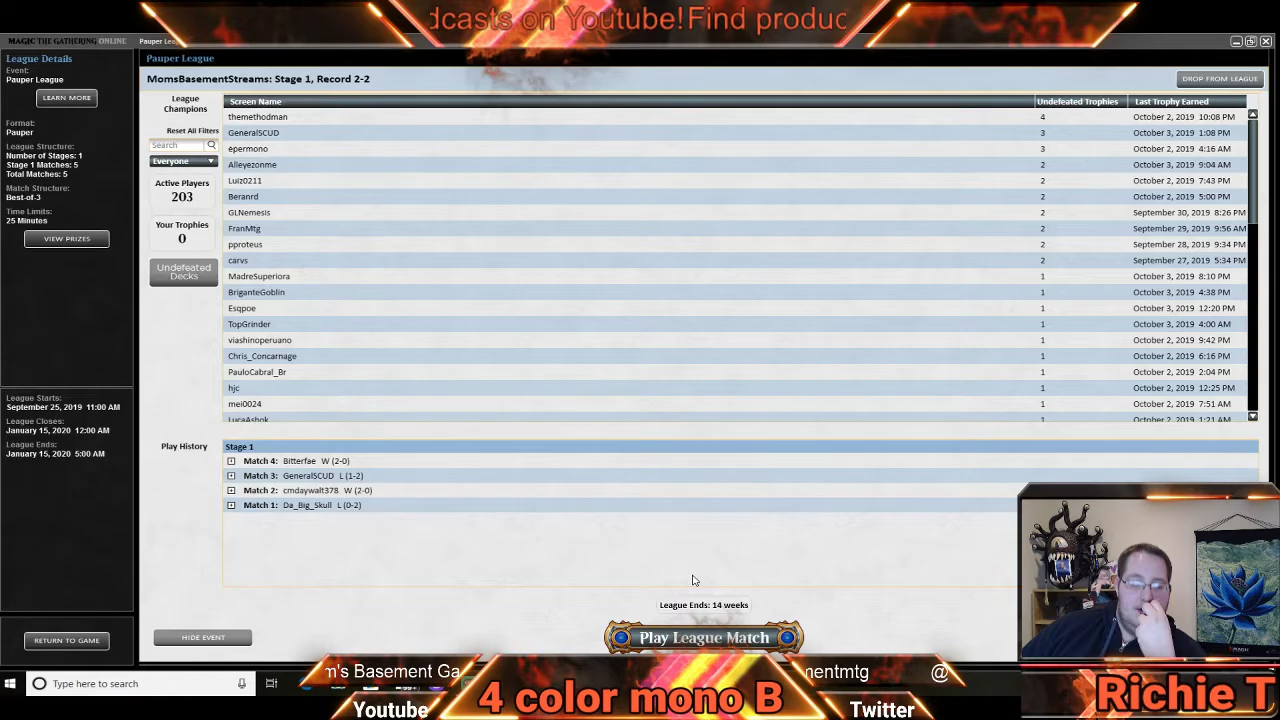 dcasts on Youtube! Find produc
MAGIC THE GATHERING ONLINE
Pauper Lea
League Details
Event:
Pauper League
LEARN MORE
Format:
Pauper
League Structure:
Number of Stages: 1
Stage 1 Matches: 5
Total Matches: 5
Match Structure:
Best-of-3
Time Limits:
25 Minutes
VIEW PRIZES
League Starts:
September 25, 2019 11:00 AM
League Closes:
January 15, 2020 12:00 AM
League Ends:
January 15, 2020 5:00 AM
RETURN TO GAME
Pauper League
MomsBasementStreams: Stage 1, Record 2-2
DROP FROM LEAGUE
League Champions
Reset All Filters
Search
Everyone
Active Players
203
Your Trophies
0
Undefeated Decks
Screen Name Undefeated Trophies Last Trophy Earned
themethodman 4 October 2, 2019 10:08 PM
GeneralSCUD 3 October 3, 2019 1:08 PM
epermono 3 October 2, 2019 4:16 AM
Alleyezonme 2 October 3, 2019 9:04 AM
Luiz0211 2 October 2, 2019 7:43 PM
Beranrd 2 October 2, 2019 5:00 PM
GLNemesis 2 September 30, 2019 8:26 PM
FranMtg 2 September 29, 2019 9:56 AM
pproteus 2 September 28, 2019 9:34 PM
carvs 2 September 27, 2019 5:34 PM
MadreSuperiora 1 October 3, 2019 8:10 PM
BriganteGoblin 1 October 3, 2019 4:38 PM
Esqpoe 1 October 3, 2019 12:20 PM
TopGrinder 1 October 3, 2019 4:00 AM
viashinoperuano 1 October 2, 2019 9:42 PM
Chris_Concarnage 1 October 2, 2019 6:16 PM
PauloCabral_Br 1 October 2, 2019 2:04 PM
hjc 1 October 2, 2019 12:25 PM
mei0024 1 October 2, 2019 7:51 AM
LucaAshok 1 October 2, 2019 1:21 AM
Play History
Stage 1
Match 4: Bitterfae W (2-0)
Match 3: GeneralSCUD L (1-2)
Match 2: cmdaywalt378 W (2-0)
Match 1: Da_Big_Skull L (0-2)
League Ends: 14 weeks
HIDE EVENT
Play League Match
Type here to search
m's Basement Ga
mentmtg @
Youtube
4 color mono B
Twitter
Richie T